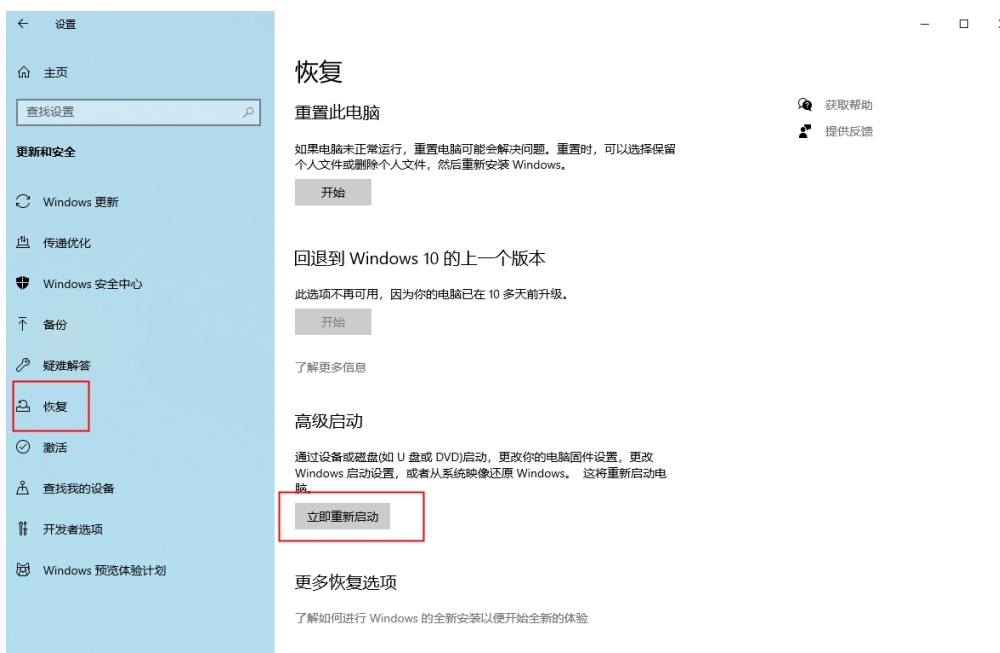 设置
主页
查找设置
更新和安全
Windows 更新
传递优化
Windows 安全中心
备份
疑难解答
恢复
激活
查找我的设备
开发者选项
Windows 预览体验计划
恢复
重置此电脑
如果电脑未正常运行，重置电脑可能会解决问题。重置时，可以选择保留
个人文件或删除个人文件，然后重新安装 Windows。
开始
回退到 Windows 10 的上一个版本
此选项不再可用，因为你的电脑已在 10 多天前升级。
开始
了解更多信息
高级启动
通过设备或磁盘(如 U 盘或 DVD)启动，更改你的电脑固件设置，更改
Windows 启动设置，或者从系统映像还原 Windows。 这将重新启动电
脑。
立即重新启动
更多恢复选项
了解如何进行 Windows 的全新安装以便开始全新的体验
获取帮助
提供反馈